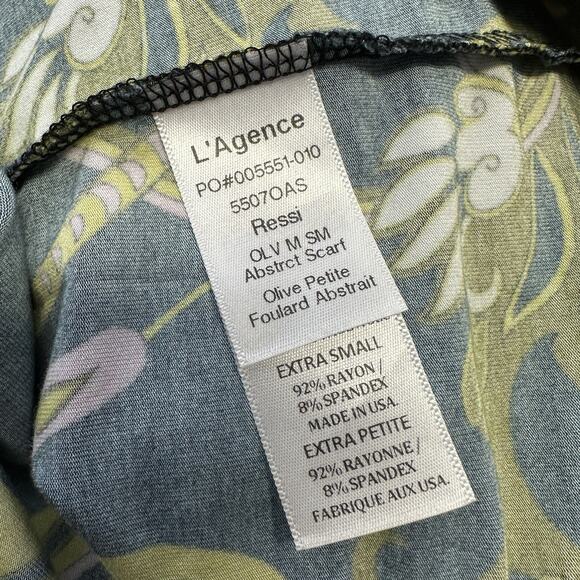 L'Agence
PO#005551-010
5507OAS
Ressi
OLV M SM
Abstrct Scarf
Olive Petite
Foulard Abstrait
EXTRA SMALL
92% RAYON /
8% SPANDEX
MADE IN USA.
EXTRA PETITE
92% RAYONNE /
8% SPANDEX
FABRIQUE AUX USA.